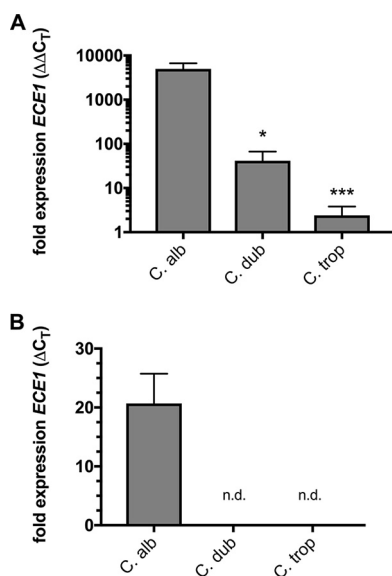 A
fold expression ECE1 (ΔΔCT)
10000
1000
100
10
1
*
***
C. alb
C. dub
C. trop
B
fold expression ECE1 (ΔCT)
30
20
10
0
n.d.
n.d.
C. alb
C. dub
C. trop